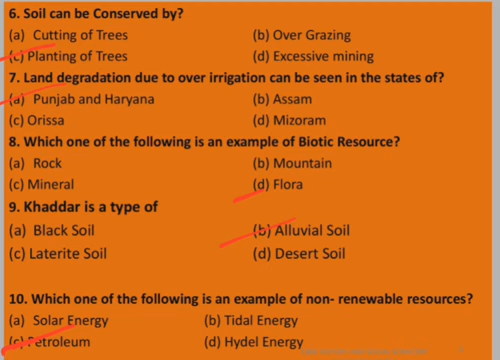 6. Soil can be Conserved by?
(a) Cutting of Trees (b) Over Grazing
(c) Planting of Trees (d) Excessive mining
7. Land degradation due to over irrigation can be seen in the states of?
(a) Punjab and Haryana (b) Assam
(c) Orissa (d) Mizoram
8. Which one of the following is an example of Biotic Resource?
(a) Rock (b) Mountain
(c) Mineral (d) Flora
9. Khaddar is a type of
(a) Black Soil (b) Alluvial Soil
(c) Laterite Soil (d) Desert Soil
10. Which one of the following is an example of non- renewable resources?
(a) Solar Energy (b) Tidal Energy
(c) Petroleum (d) Hydel Energy